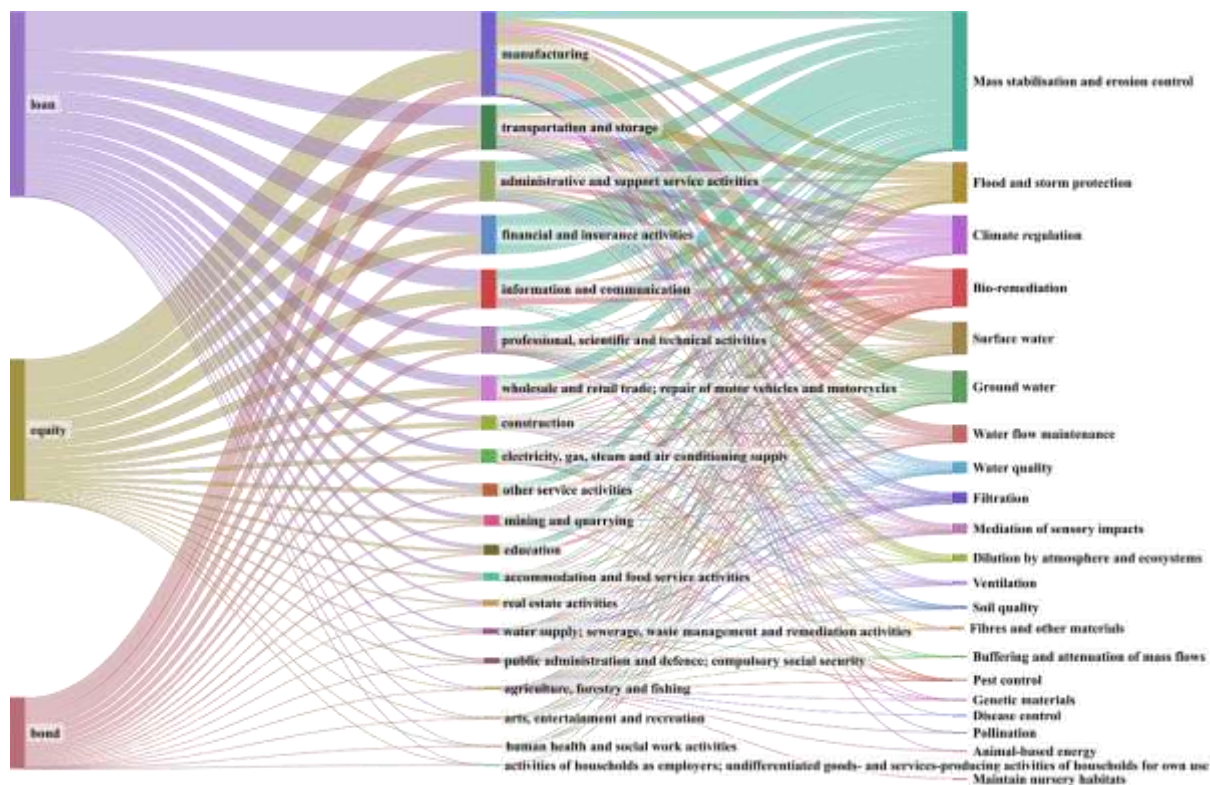 loan
equity
bond
manufacturing
transportation and storage
administrative and support service activities
financial and insurance activities
information and communication
professional, scientific and technical activities
wholesale and retail trade; repair of motor vehicles and motorcycles
construction
electricity, gas, steam and air conditioning supply
other service activities
mining and quarrying
education
accommodation and food service activities
real estate activities
water supply; sewerage, waste management and remediation activities
public administration and defence; compulsory social security
agriculture, forestry and fishing
arts, entertainment and recreation
human health and social work activities
activities of households as employers; undifferentiated goods- and services-producing activities of households for own use
Mass stabilisation and erosion control
Flood and storm protection
Climate regulation
Bio-remediation
Surface water
Ground water
Water flow maintenance
Water quality
Filtration
Mediation of sensory impacts
Dilution by atmosphere and ecosystems
Ventilation
Soil quality
Fibres and other materials
Buffering and attenuation of mass flows
Pest control
Genetic materials
Disease control
Pollination
Animal-based energy
Maintain nursery habitats